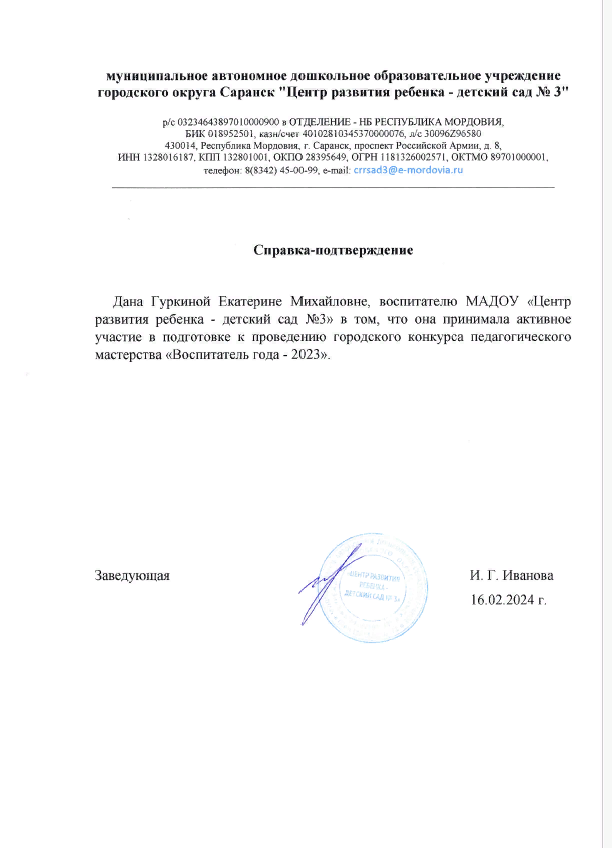 муниципальное автономное дошкольное образовательное учреждение
городского округа Саранск "Центр развития ребенка - детский сад № 3"
р/с 03234643897010000900 в ОТДЕЛЕНИЕ - НБ РЕСПУБЛИКА МОРДОВИЯ,
БИК 018952501, казн/счет 40102810345370000076, л/с 30096Z96580
430014, Республика Мордовия, г. Саранск, проспект Российской Армии, д. 8,
ИНН 1328016187, КПП 132801001, ОКПО 28395649, ОГРН 1181326002571, ОКТМО 89701000001,
телефон: 8(8342) 45-00-99, e-mail: crrsad3@e-mordovia.ru
Справка-подтверждение
Дана Гуркиной Екатерине Михайловне, воспитателю МАДОУ «Центр
развития ребенка - детский сад №3» в том, что она принимала активное
участие в подготовке к проведению городского конкурса педагогического
мастерства «Воспитатель года - 2023».
Заведующая
И. Г. Иванова
16.02.2024 г.
«ЦЕНТР РАЗВИТИЯ
РЕБЕНКА -
ДЕТСКИЙ САД № 3»